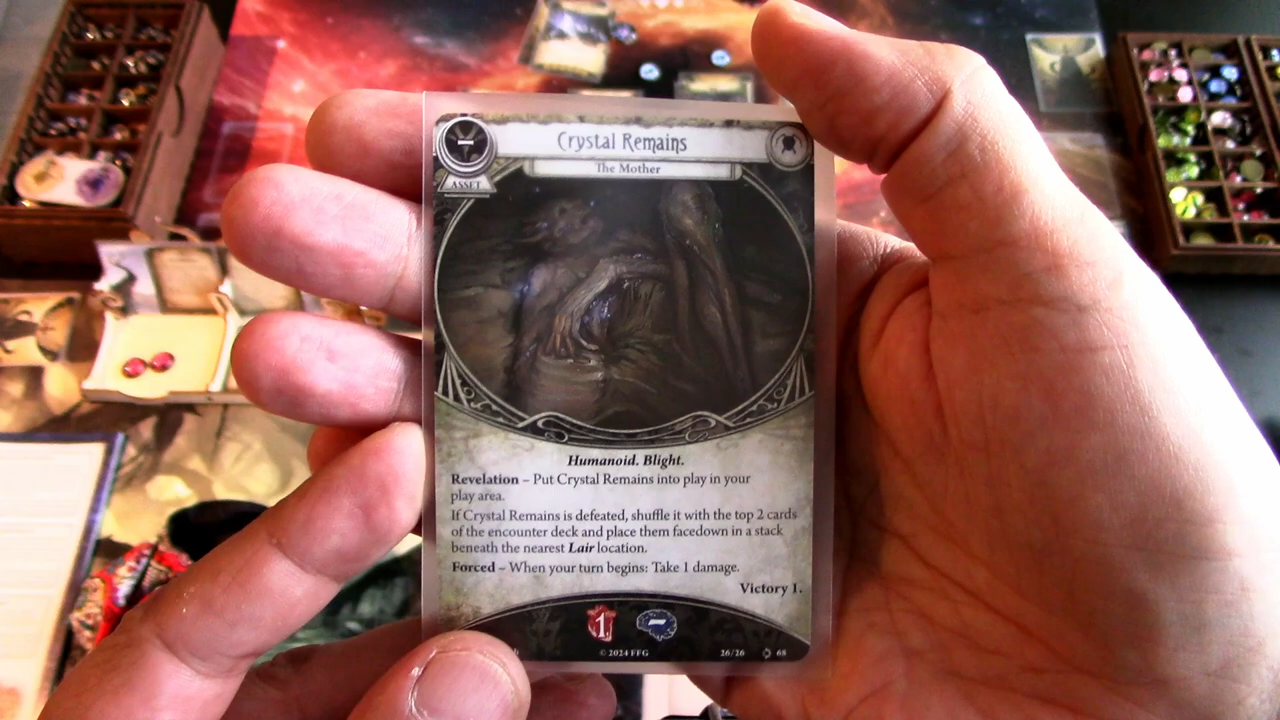 Crystal Remains
The Mother
ASSET
Humanoid. Blight.
Revelation – Put Crystal Remains into play in your
play area.
If Crystal Remains is defeated, shuffle it with the top 2 cards
of the encounter deck and place them facedown in a stack
beneath the nearest Lair location.
Forced – When your turn begins: Take 1 damage.
Victory 1.
1 –
© 2024 FFG 26/26 68